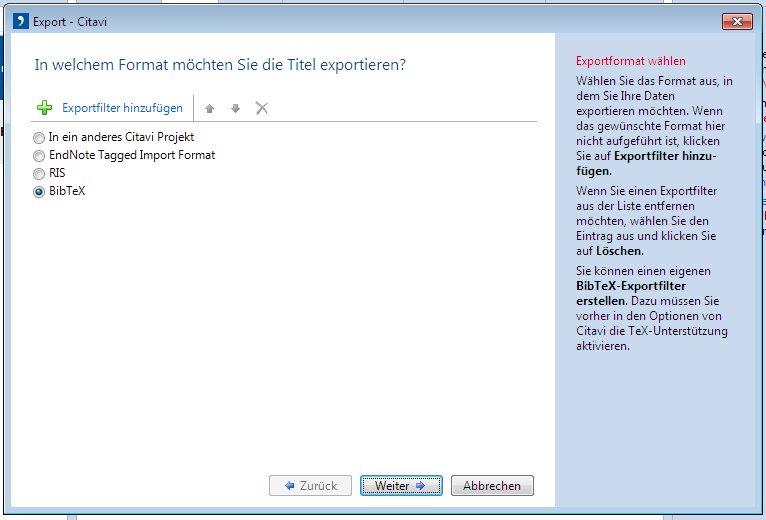 Export - Citavi
In welchem Format möchten Sie die Titel exportieren?
Exportfilter hinzufügen
In ein anderes Citavi Projekt
EndNote Tagged Import Format
RIS
BibTeX
Zurück
Weiter
Abbrechen
Exportformat wählen
Wählen Sie das Format aus, in
dem Sie Ihre Daten
exportieren möchten. Wenn
das gewünschte Format hier
nicht aufgeführt ist, klicken
Sie auf Exportfilter hinzu-
fügen.
Wenn Sie einen Exportfilter
aus der Liste entfernen
möchten, wählen Sie den
Eintrag aus und klicken Sie
auf Löschen.
Sie können einen eigenen
BibTeX-Exportfilter
erstellen. Dazu müssen Sie
vorher in den Optionen von
Citavi die TeX-Unterstützung
aktivieren.